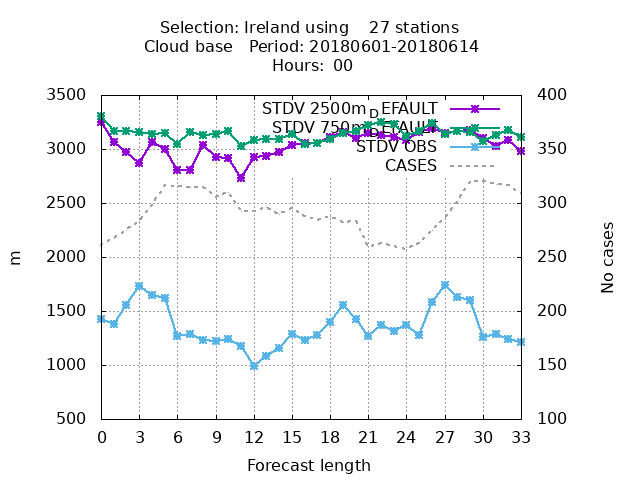 Selection: Ireland using 27 stations
Cloud base Period: 20180601-20180614
Hours: 00
3500 400
STDV 2500m_DEFAULT
STDV 750m_DEFAULT
STDV OBS
CASES
3000 350
2500 300
2000 250
1500 200
1000 150
500 100
m
No cases
0 3 6 9 12 15 18 21 24 27 30 33
Forecast length